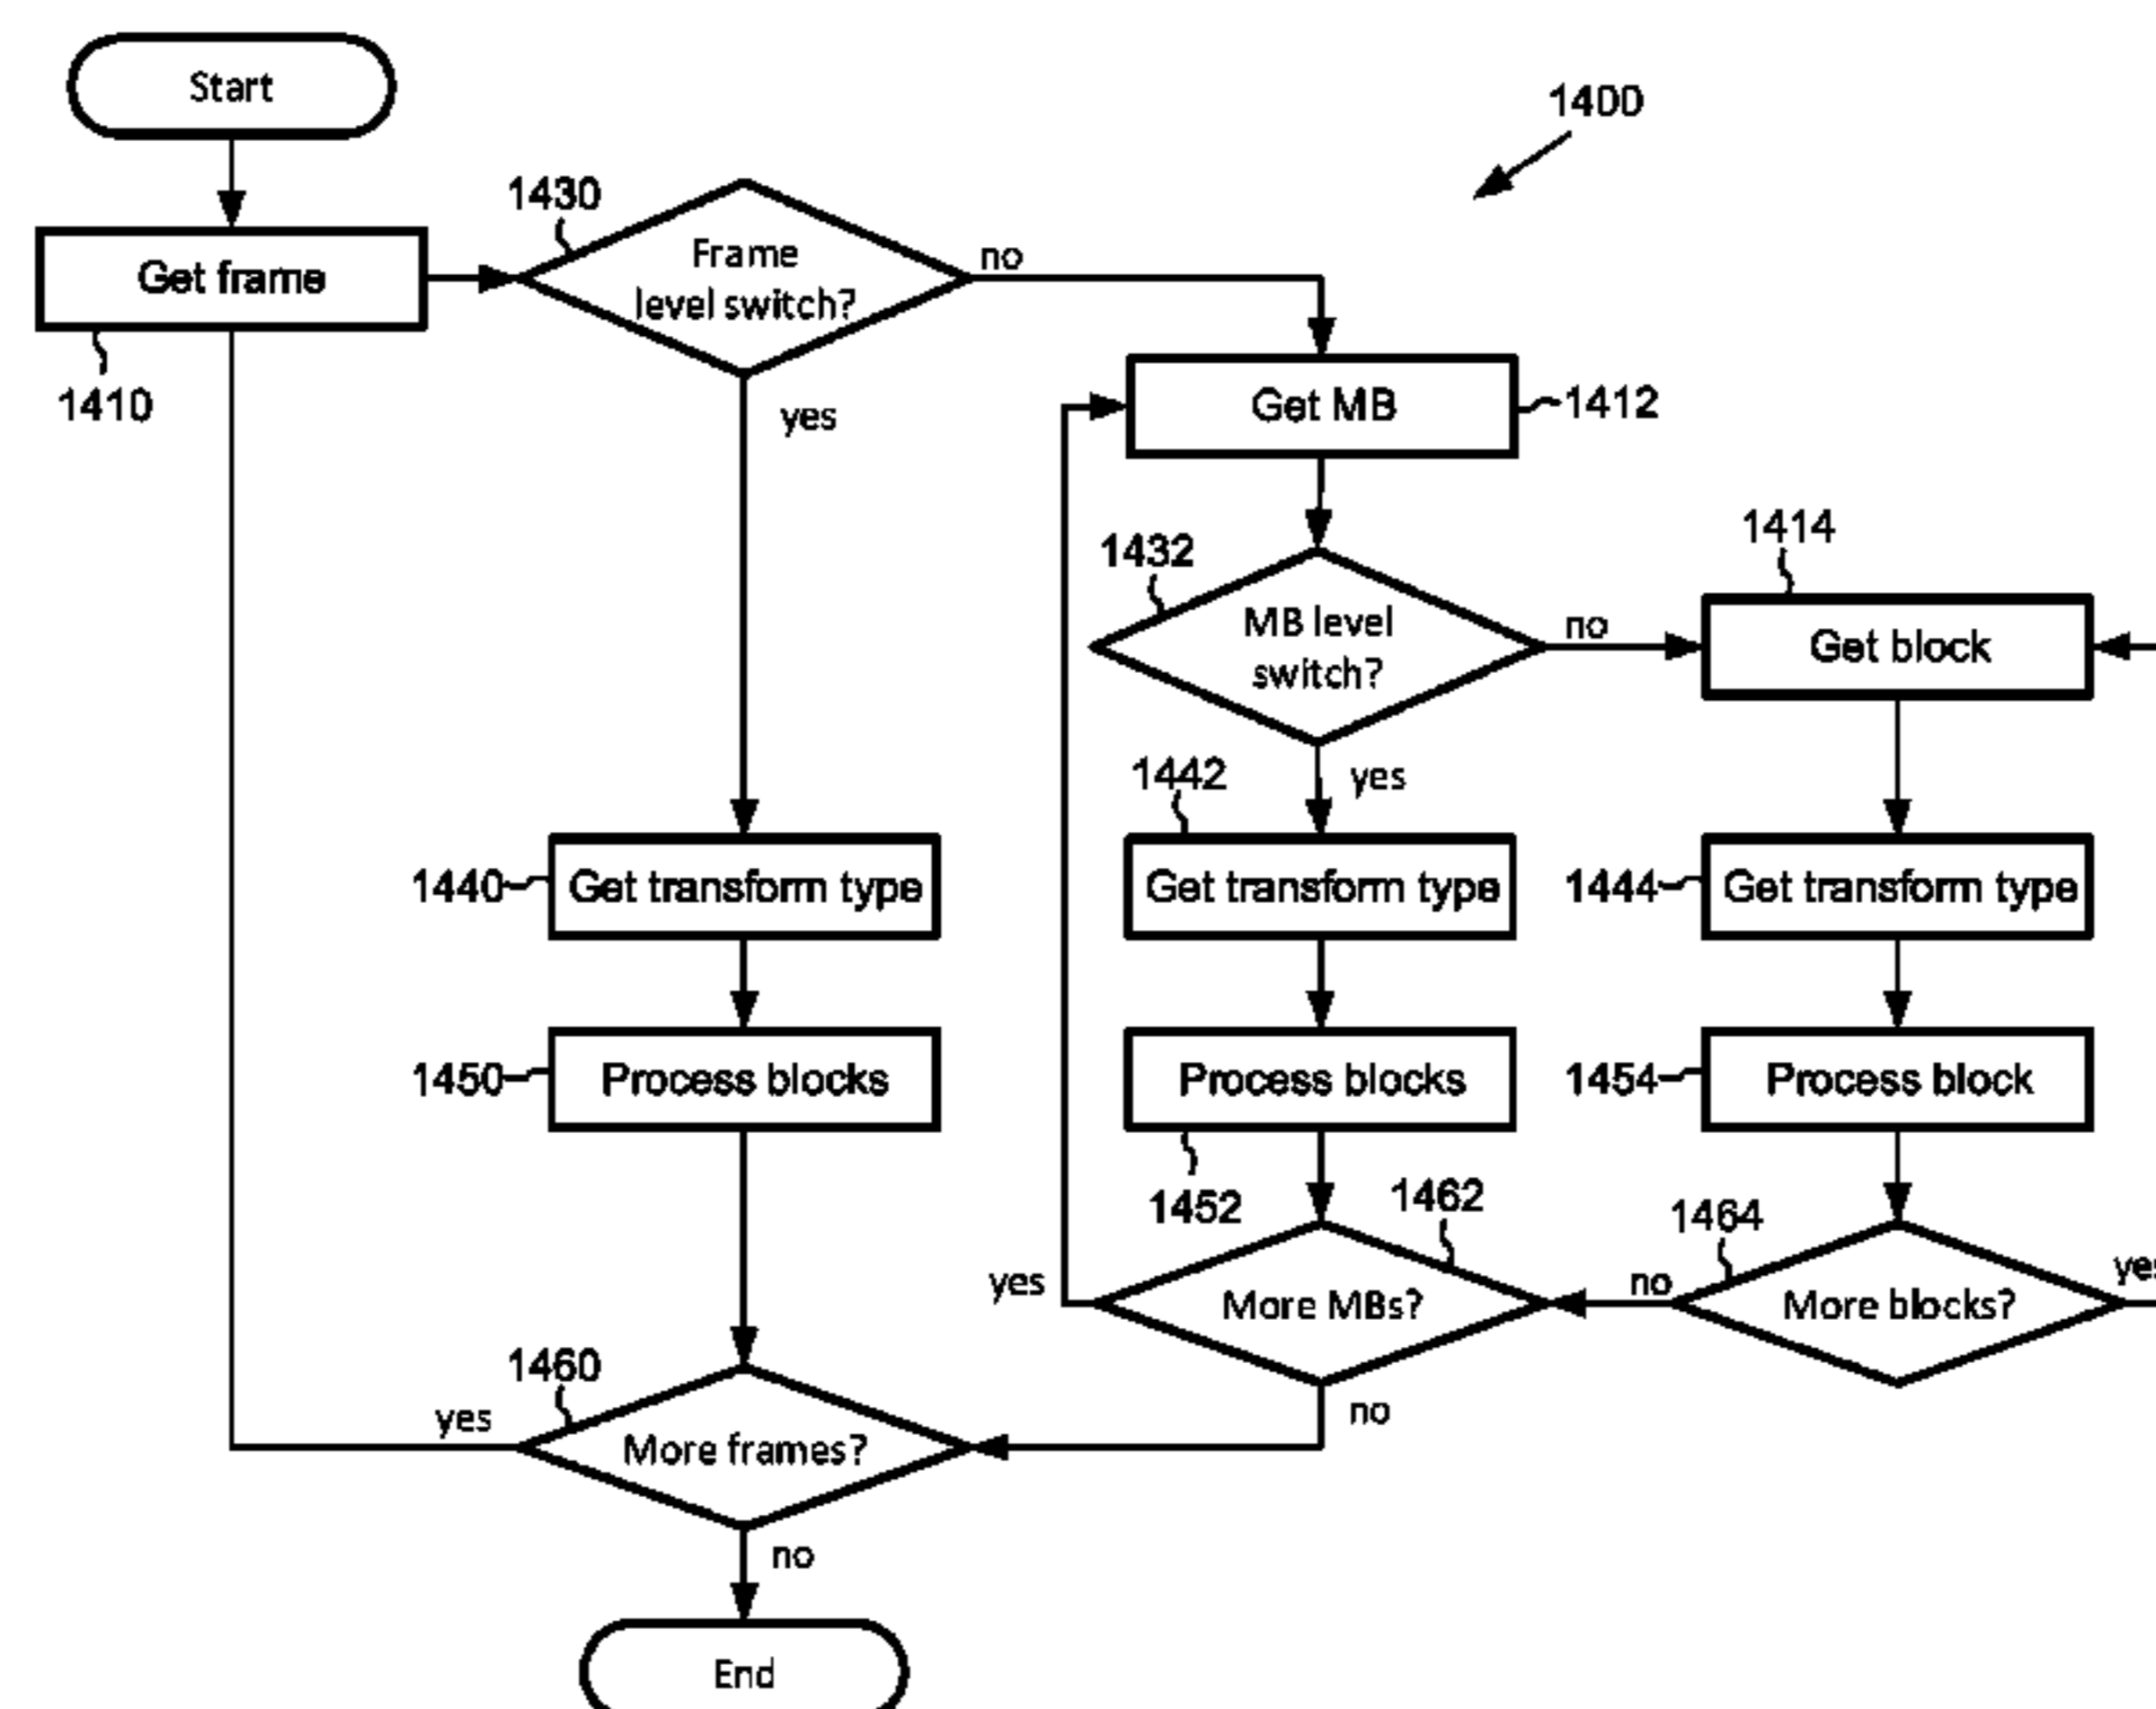 Start
1400
1430
Frame
level switch?
no
Get frame
1410
yes
Get MB
1412
1432
MB level
switch?
no
1414
Get block
yes
1442
1440
Get transform type
Get transform type
1444
Get transform type
1450
Process blocks
Process blocks
1454
Process block
1452
1462
1464
yes
More MBs?
no
More blocks?
yes
1460
yes
More frames?
no
no
End